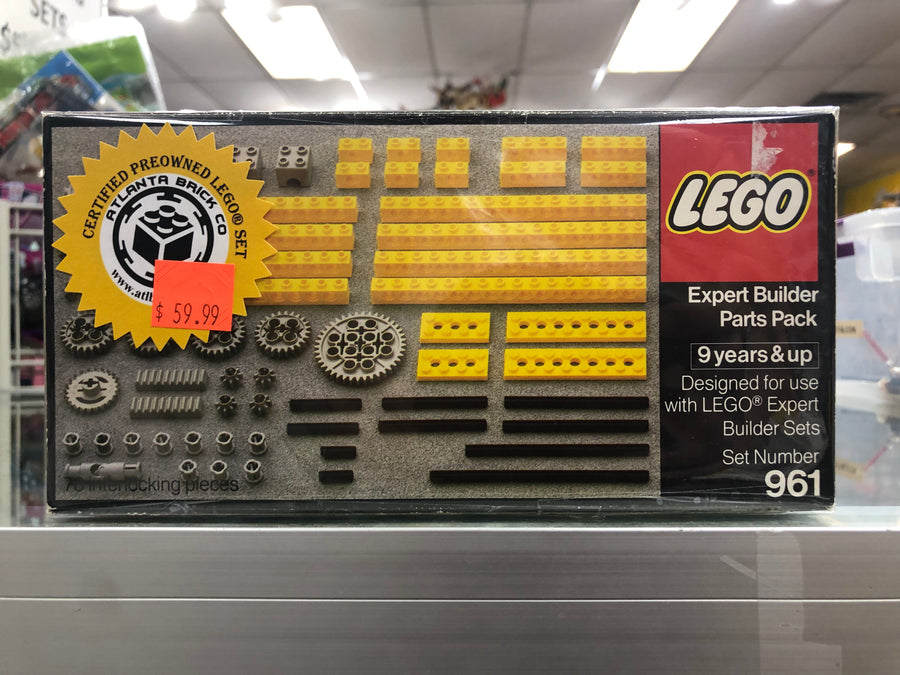 SETS
CERTIFIED PREOWNED LEGO® SET
ATLANTA BRICK CO
www.atl
$ 59.99
LEGO®
Expert Builder
Parts Pack
9 years & up
Designed for use
with LEGO® Expert
Builder Sets
Set Number
961
interlocking pieces